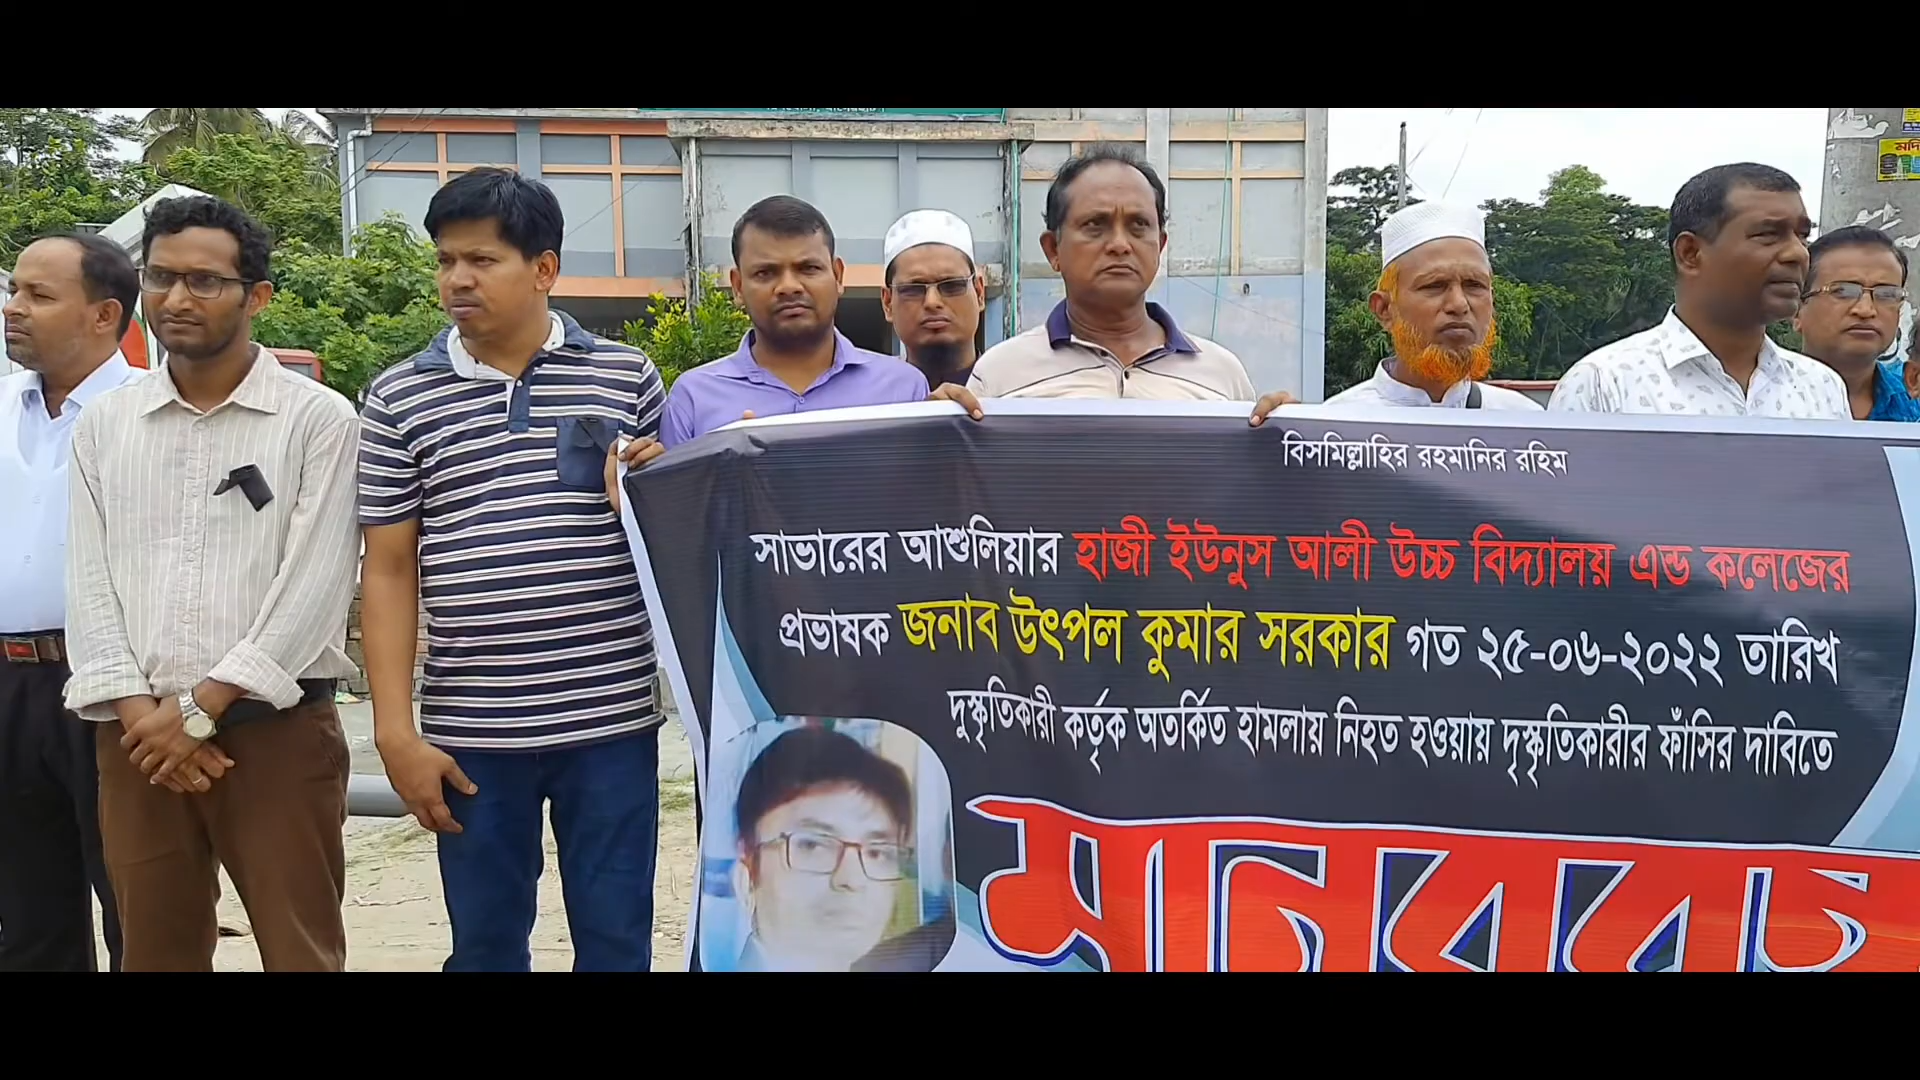 বিসমিল্লাহির রহমানির রহিম
সাভারের আশুলিয়ার হাজী ইউনুস আলী উচ্চ বিদ্যালয় এন্ড কলেজের
প্রভাষক জনাব উৎপল কুমার সরকার গত ২৫-০৬-২০২২ তারিখ
দুস্কৃতিকারী কর্তৃক অতর্কিত হামলায় নিহত হওয়ায় দৃস্কৃতিকারীর ফাঁসির দাবিতে